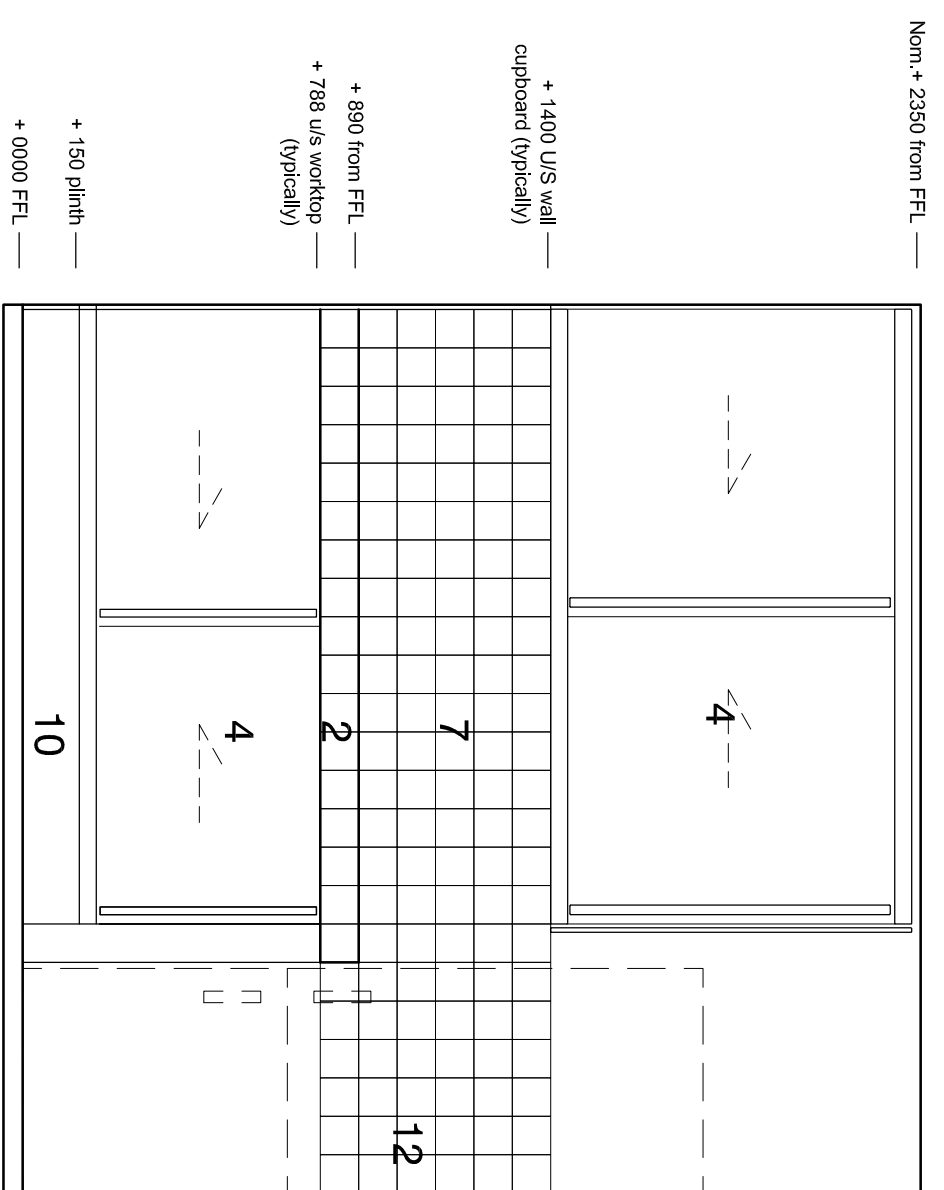 Nom.+ 2350 from FFL
+ 1400 U/S wall
cupboard (typically)
+ 890 from FFL
+ 788 u/s worktop
(typically)
+ 150 plinth
+ 0000 FFL
4
7
2
4
10
12